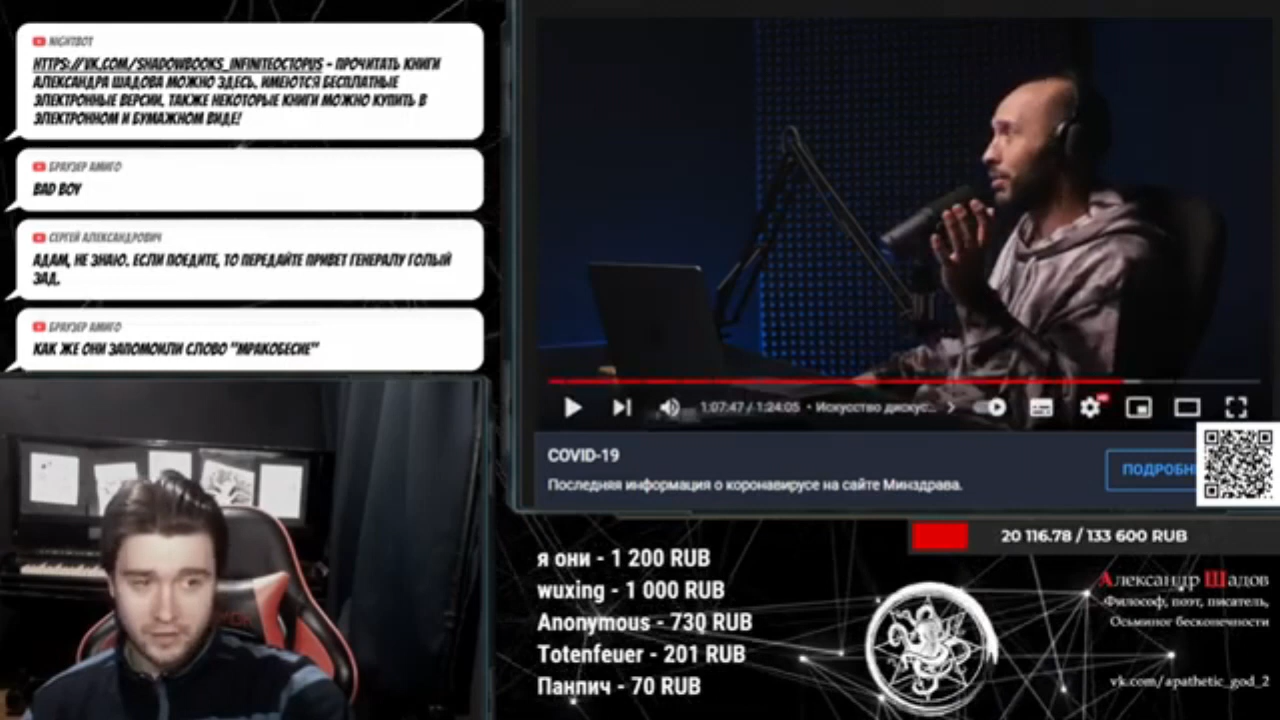 NIGHTBOT
HTTPS://VK.COM/SHADOWBOOKS_INFINITEOCTOPUS - ПРОЧИТАТЬ КНИГИ
АЛЕКСАНДРА ШАДОВА МОЖНО ЗДЕСЬ. ИМЕЮТСЯ БЕСПЛАТНЫЕ
ЭЛЕКТРОННЫЕ ВЕРСИИ. ТАКЖЕ НЕКОТОРЫЕ КНИГИ МОЖНО КУПИТЬ В
ЭЛЕКТРОННОМ И БУМАЖНОМ ВИДЕ!
БРАУЗЕР АМИГО
BAD BOY
СЕРГЕЙ АЛЕКСАНДРОВИЧ
АДАМ, НЕ ЗНАЮ. ЕСЛИ ПОЕДИТЕ, ТО ПЕРЕДАЙТЕ ПРИВЕТ ГЕНЕРАЛУ ГОЛЫЙ
ЗАД.
БРАУЗЕР АМИГО
КАК ЖЕ ОНИ ЗАПОМОИЛИ СЛОВО "МРАКОБЕСИЕ"
1:07:47 / 1:24:05 • Искусство дискус...
COVID-19
Последняя информация о коронавирусе на сайте Минздрава.
ПОДРОБН
20 116.78 / 133 600 RUB
я они - 1 200 RUB
wuxing - 1 000 RUB
Anonymous - 730 RUB
Totenfeuer - 201 RUB
Панпич - 70 RUB
Александр Шадов
Философ, поэт, писатель,
Осьминог бесконечности
vk.com/apathetic_god_2